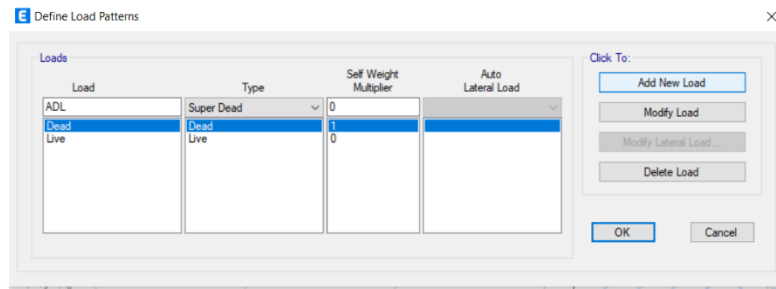 E Define Load Patterns
Loads
Click To:
Load Type Self Weight Multiplier Auto Lateral Load
ADL Super Dead 0
Dead Dead 1
Live Live 0
Add New Load
Modify Load
Modify Lateral Load...
Delete Load
OK Cancel